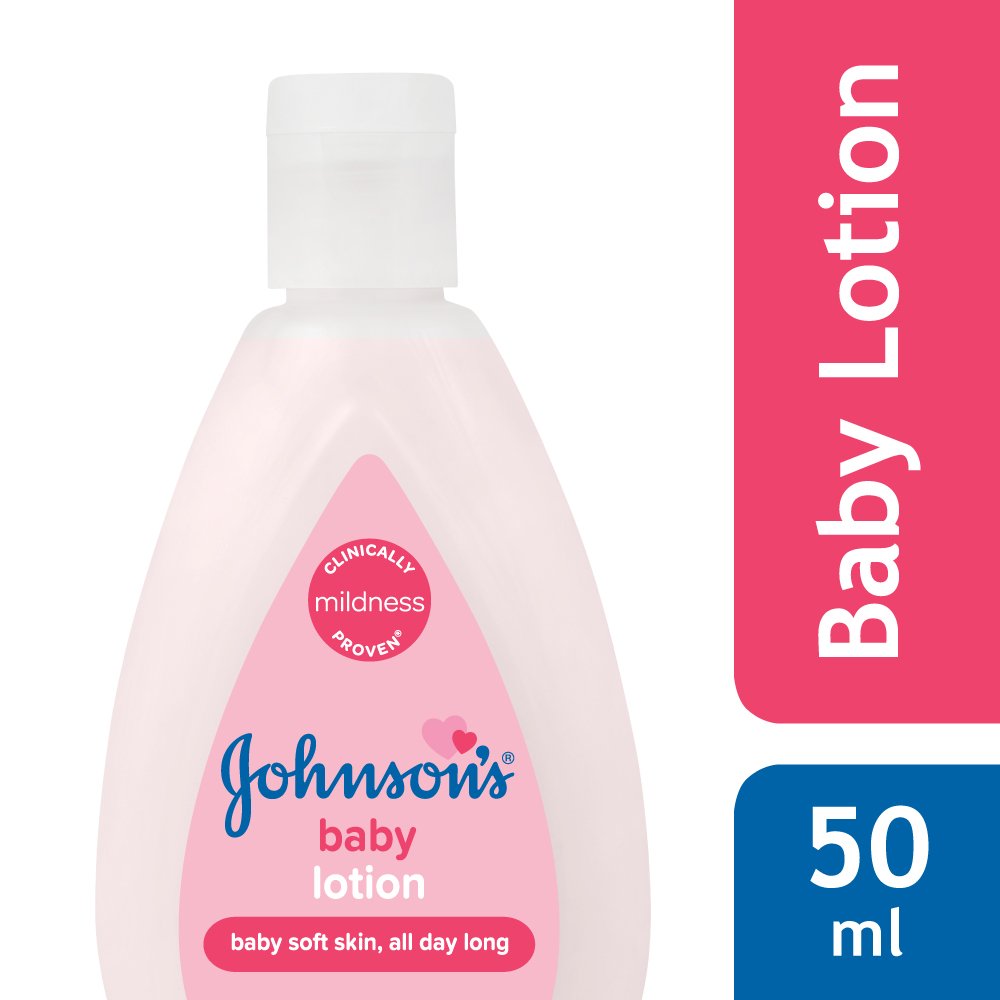 CLINICALLY
mildness
PROVEN®
Johnson's®
baby
lotion
baby soft skin, all day long
Baby Lotion
50
ml